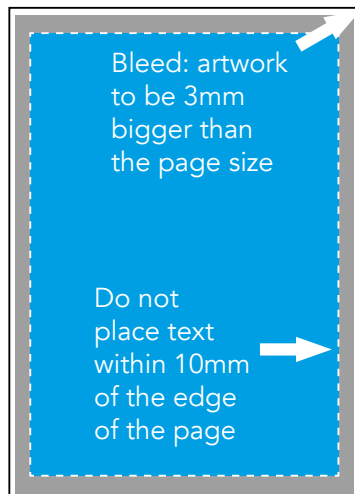 Bleed: artwork
to be 3mm
bigger than
the page size
Do not
place text
within 10mm
of the edge
of the page